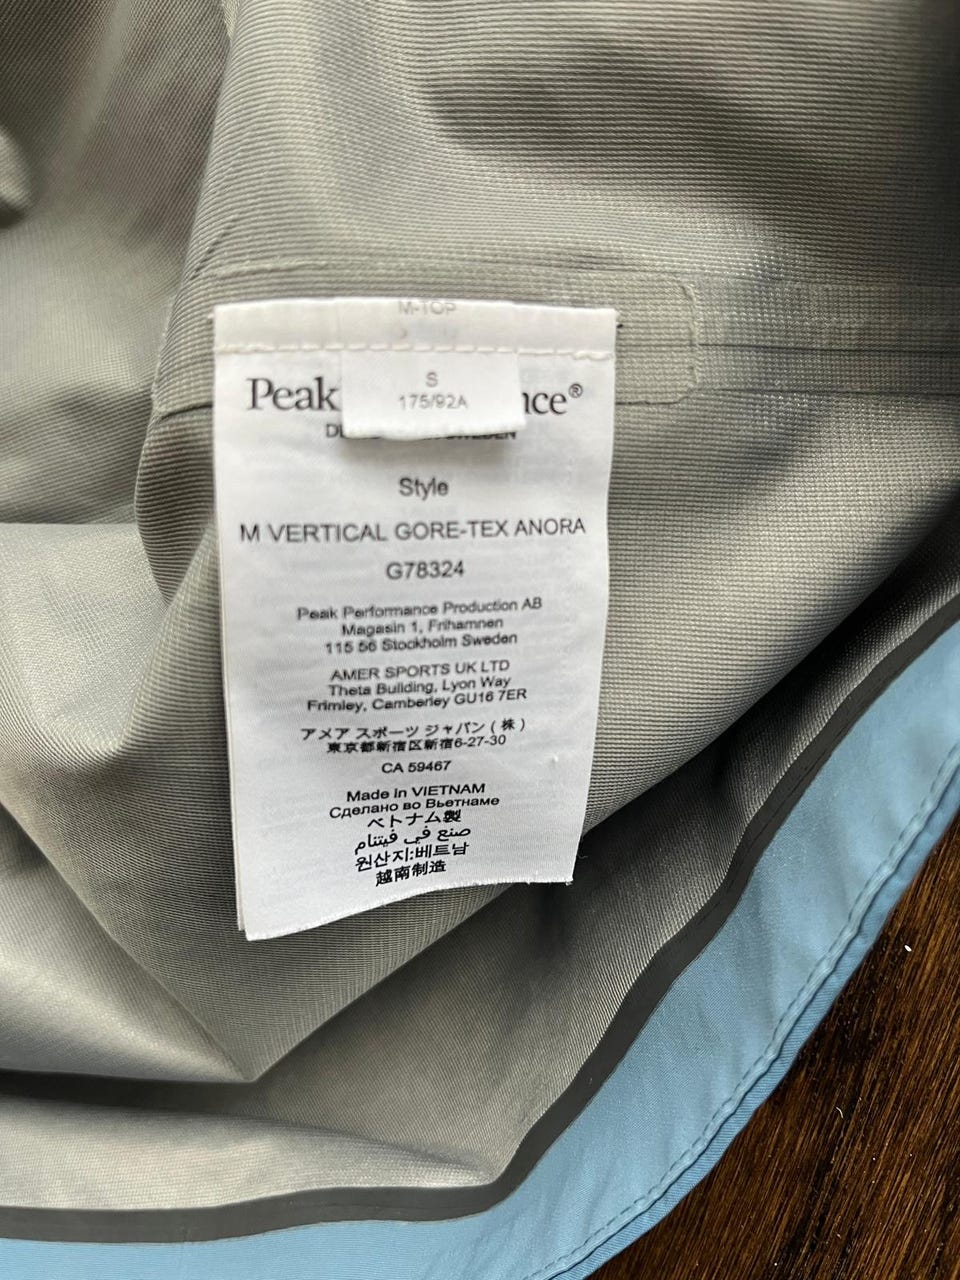 M-TOP
S
175/92A
Peak nce®
Style
M VERTICAL GORE-TEX ANORA
G78324
Peak Performance Production AB
Magasin 1, Frihamnen
115 56 Stockholm Sweden
AMER SPORTS UK LTD
Theta Building, Lyon Way
Frimley, Camberley GU16 7ER
アメア スポーツ ジャパン ( 株 )
東京都新宿区新宿6-27-30
CA 59467
Made in VIETNAM
Сделано во Вьетнаме
ベトナム製
صنع في فيتنام
원산지:베트남
越南制造